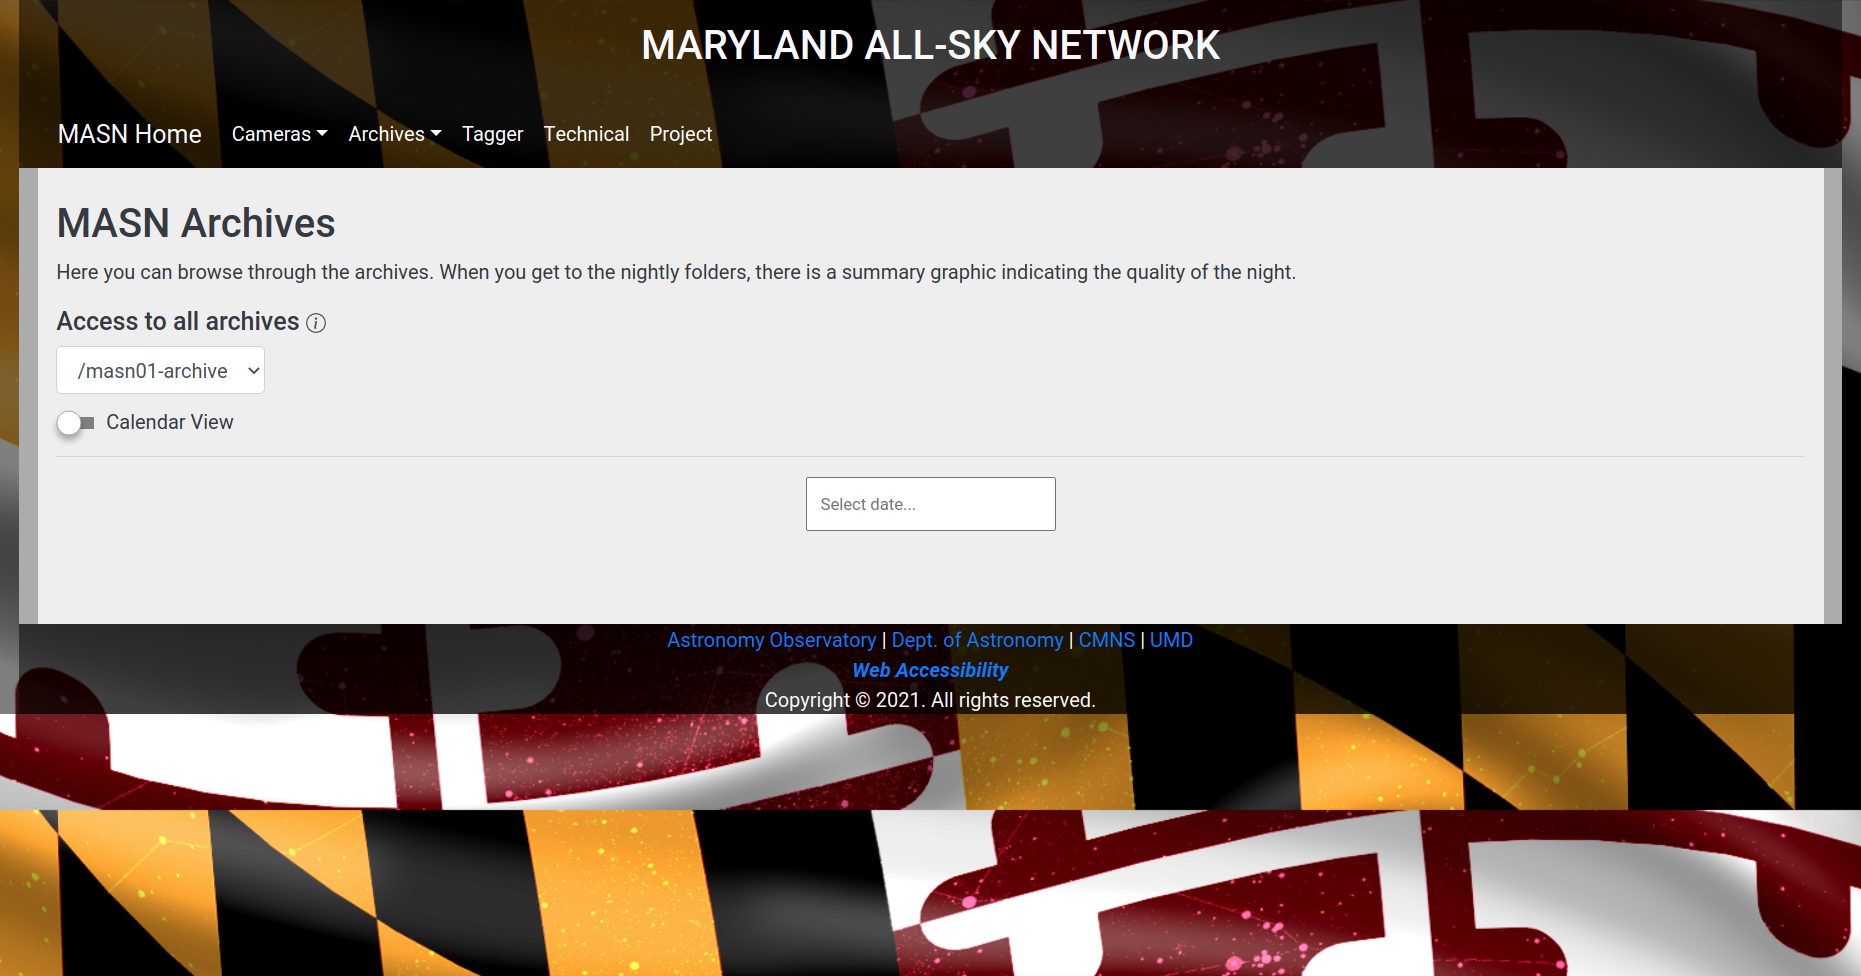 MARYLAND ALL-SKY NETWORK
MASN Home Cameras Archives Tagger Technical Project
MASN Archives
Here you can browse through the archives. When you get to the nightly folders, there is a summary graphic indicating the quality of the night.
Access to all archives
/masn01-archive
Calendar View
Select date...
Astronomy Observatory | Dept. of Astronomy | CMNS | UMD
Web Accessibility
Copyright © 2021. All rights reserved.